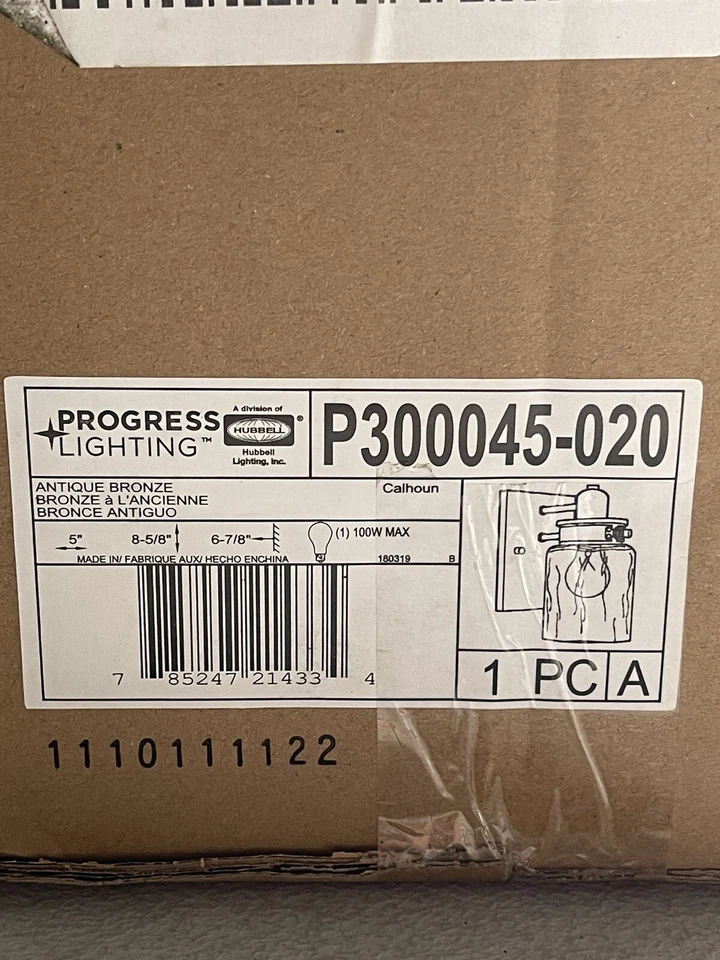 PROGRESS
LIGHTING™
A division of
HUBBELL®
Hubbell
Lighting, Inc.
P300045-020
ANTIQUE BRONZE
BRONZE à L'ANCIENNE
BRONCE ANTIGUO
Calhoun
5" 8-5/8" 6-7/8" (1) 100W MAX
MADE IN/ FABRIQUE AUX/ HECHO ENCHINA 180319 B
7 85247 21433 4
1 PC A
1110111122